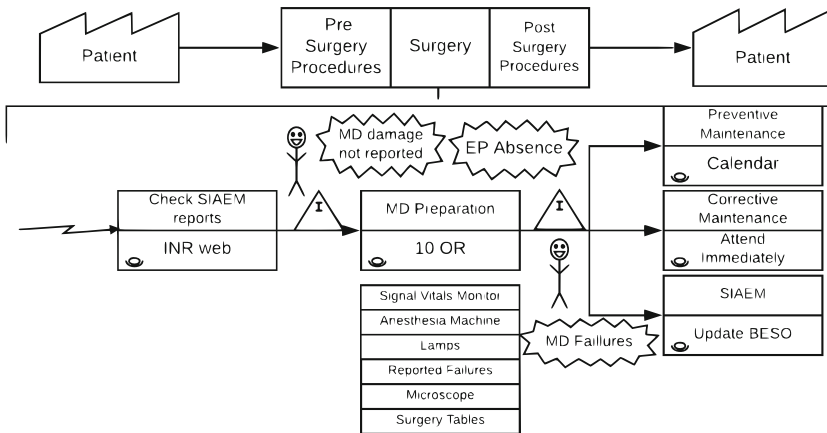 Patient
Pre
Surgery
Procedures
Surgery
Post
Surgery
Procedures
Patient
MD damage
not reported
EP Absence
Preventive
Maintenance
Calendar
Check SIAEM
reports
INR web
I
MD Preparation
10 OR
I
Corrective
Maintenance
Attend
Immediately
Signal Vitals Monitor
Anesthesia Machine
Lamps
Reported Failures
Microscope
Surgery Tables
MD Faillures
SIAEM
Update BESO